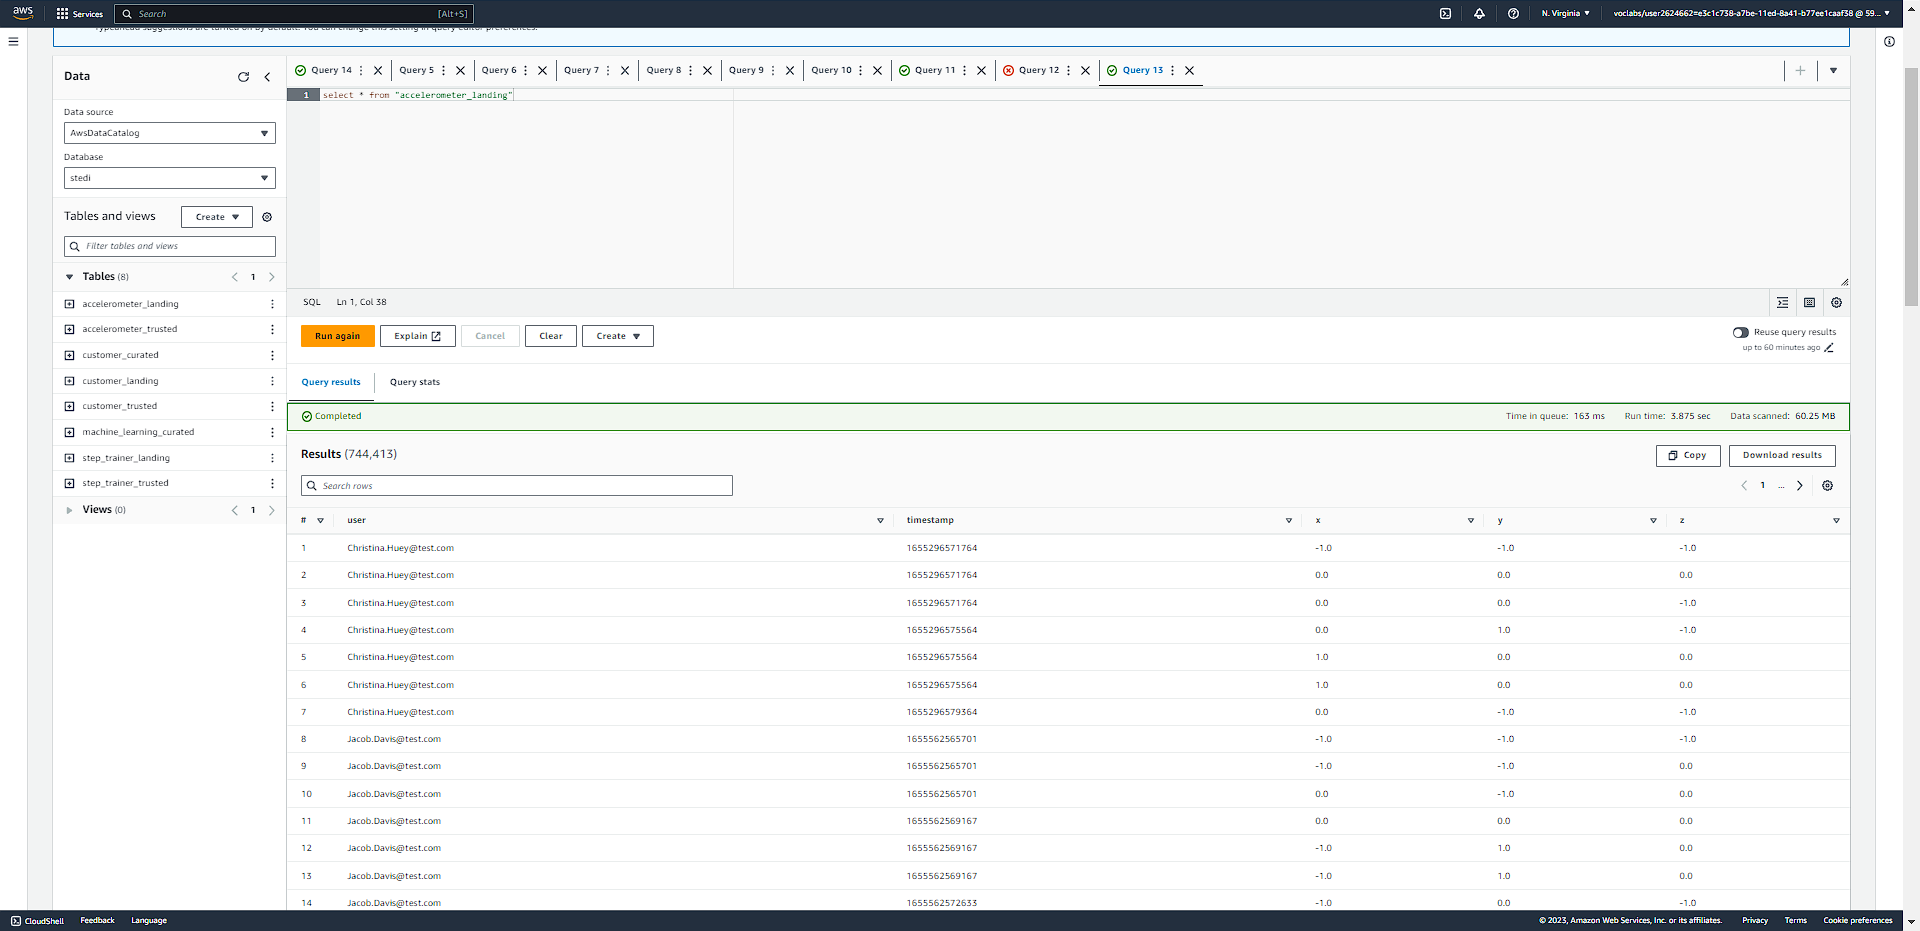 aws Services Search [Alt+S] N. Virginia voclabs/user2624662=e3c1c738-a7be-11ed-8a41-b77ee1caaf38 @ 59...
Typeahead suggestions are turned on by default. You can change this setting in query editor preferences.
Data
Query 14 Query 5 Query 6 Query 7 Query 8 Query 9 Query 10 Query 11 Query 12 Query 13
1 select * from "accelerometer_landing"
Data source
AwsDataCatalog
Database
stedi
Tables and views Create
Filter tables and views
Tables (8) 1
accelerometer_landing
accelerometer_trusted
customer_curated
customer_landing
customer_trusted
machine_learning_curated
step_trainer_landing
step_trainer_trusted
Views (0) 1
SQL Ln 1, Col 38
Run again Explain Cancel Clear Create
Reuse query results
up to 60 minutes ago
Query results Query stats
Completed Time in queue: 163 ms Run time: 3.875 sec Data scanned: 60.25 MB
Results (744,413) Copy Download results
Search rows 1 ...
# user timestamp x y z
1 Christina.Huey@test.com 1655296571764 -1.0 -1.0 -1.0
2 Christina.Huey@test.com 1655296571764 0.0 0.0 0.0
3 Christina.Huey@test.com 1655296571764 0.0 0.0 -1.0
4 Christina.Huey@test.com 1655296575564 0.0 1.0 -1.0
5 Christina.Huey@test.com 1655296575564 1.0 0.0 0.0
6 Christina.Huey@test.com 1655296575564 1.0 0.0 0.0
7 Christina.Huey@test.com 1655296579364 0.0 -1.0 -1.0
8 Jacob.Davis@test.com 1655562565701 -1.0 -1.0 -1.0
9 Jacob.Davis@test.com 1655562565701 -1.0 -1.0 0.0
10 Jacob.Davis@test.com 1655562565701 0.0 -1.0 0.0
11 Jacob.Davis@test.com 1655562569167 0.0 0.0 0.0
12 Jacob.Davis@test.com 1655562569167 -1.0 1.0 0.0
13 Jacob.Davis@test.com 1655562569167 -1.0 1.0 0.0
14 Jacob.Davis@test.com 1655562572633 -1.0 0.0 -1.0
CloudShell Feedback Language © 2023, Amazon Web Services, Inc. or its affiliates. Privacy Terms Cookie preferences